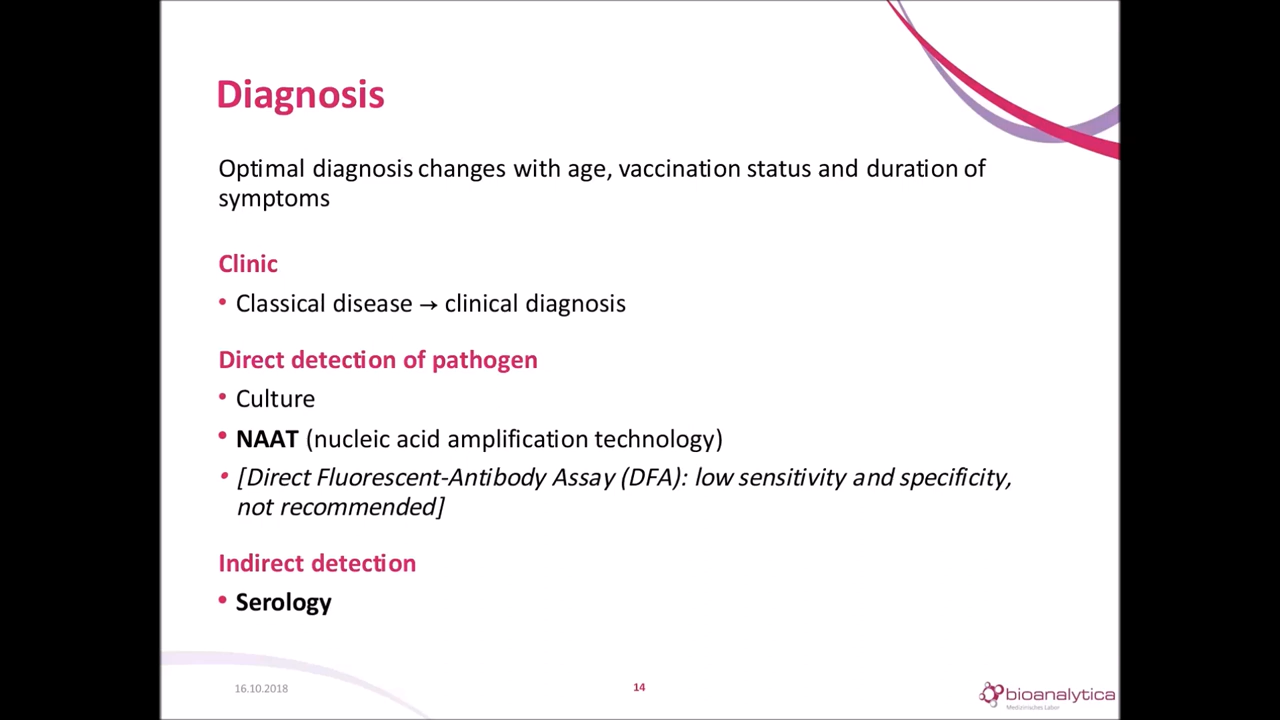 Diagnosis
Optimal diagnosis changes with age, vaccination status and duration of
symptoms
Clinic
• Classical disease → clinical diagnosis
Direct detection of pathogen
• Culture
• NAAT (nucleic acid amplification technology)
• [Direct Fluorescent-Antibody Assay (DFA): low sensitivity and specificity,
not recommended]
Indirect detection
• Serology
16.10.2018
14
bioanalytica
Medizinisches Labor